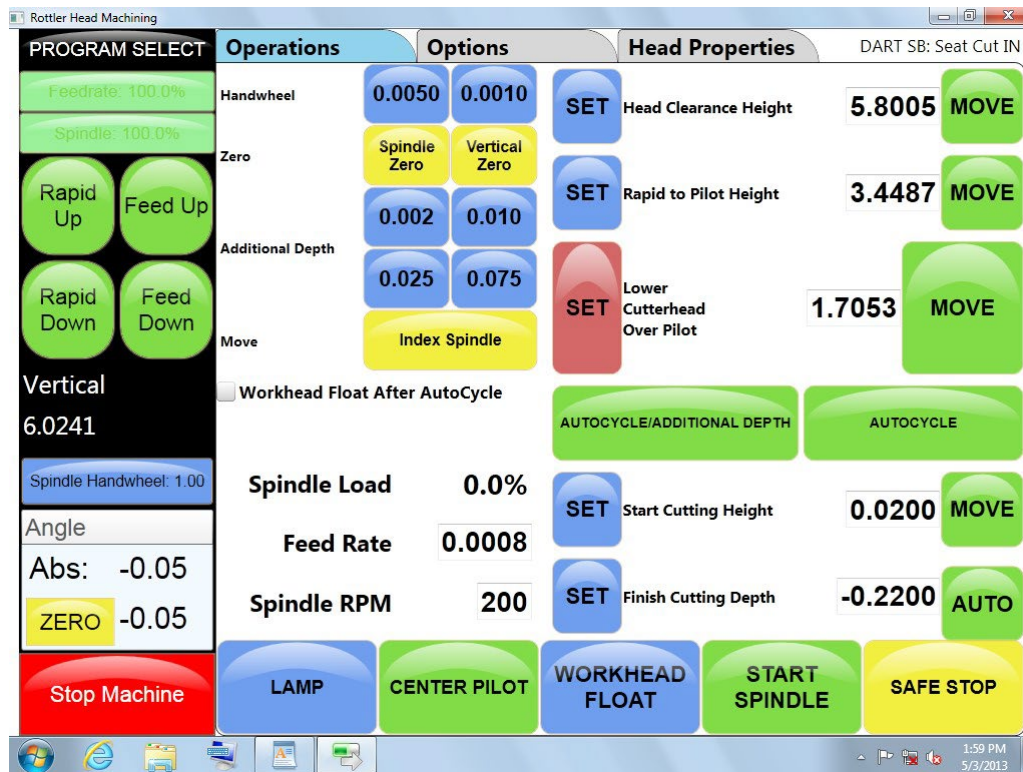 Rottler Head Machining
PROGRAM SELECT
Operations
Options
Head Properties
DART SB: Seat Cut IN
Feedrate: 100.0%
Spindle: 100.0%
Rapid
Up
Feed Up
Rapid
Down
Feed
Down
Vertical
6.0241
Spindle Handwheel: 1.00
Angle
Abs: -0.05
ZERO -0.05
Stop Machine
Handwheel
0.0050
0.0010
Zero
Spindle
Zero
Vertical
Zero
Additional Depth
0.002
0.010
0.025
0.075
Move
Index Spindle
Workhead Float After AutoCycle
Spindle Load 0.0%
Feed Rate 0.0008
Spindle RPM 200
SET Head Clearance Height 5.8005 MOVE
SET Rapid to Pilot Height 3.4487 MOVE
SET
Lower
Cutterhead
Over Pilot
1.7053 MOVE
AUTOCYCLE/ADDITIONAL DEPTH
AUTOCYCLE
SET Start Cutting Height 0.0200 MOVE
SET Finish Cutting Depth -0.2200 AUTO
LAMP
CENTER PILOT
WORKHEAD
FLOAT
START
SPINDLE
SAFE STOP
1:59 PM
5/3/2013